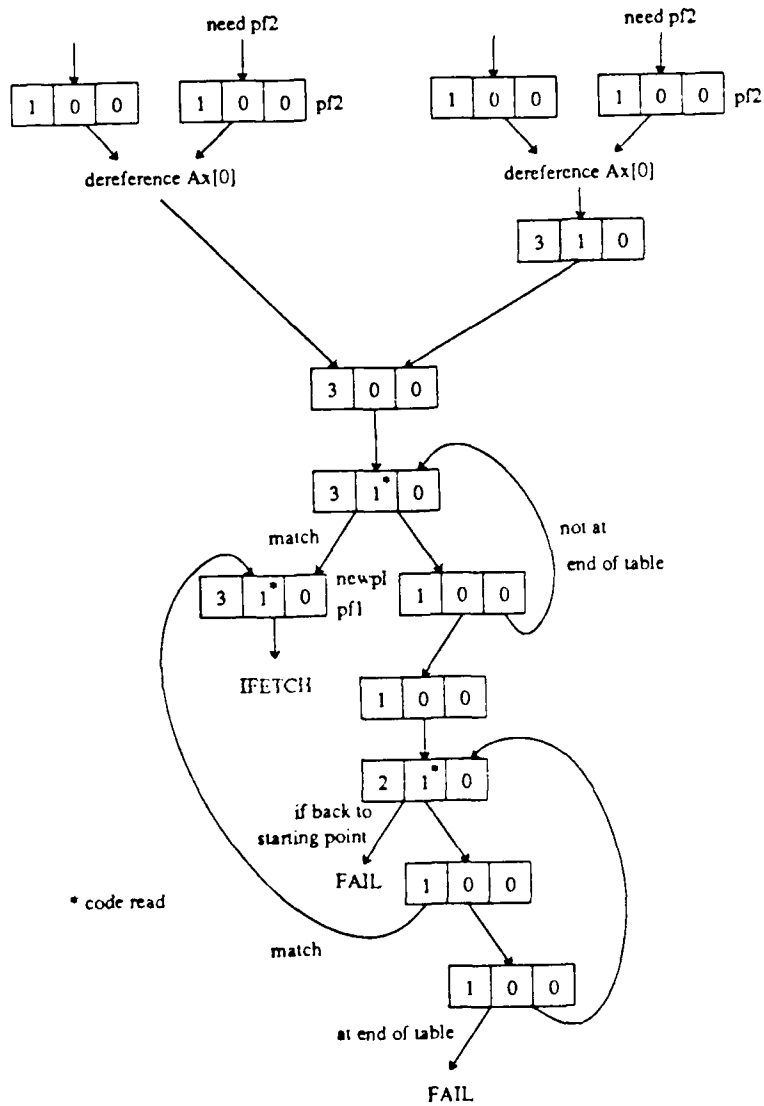 need pf2
need pf2
1 0 0
1 0 0 pf2
1 0 0
1 0 0 pf2
dereference Ax[0]
dereference Ax[0]
3 1 0
3 0 0
3 1* 0
match
not at
end of table
3 1* 0
newp1
pf1
1 0 0
IFETCH
1 0 0
2 1* 0
if back to
starting point
FAIL
1 0 0
* code read
match
1 0 0
at end of table
FAIL